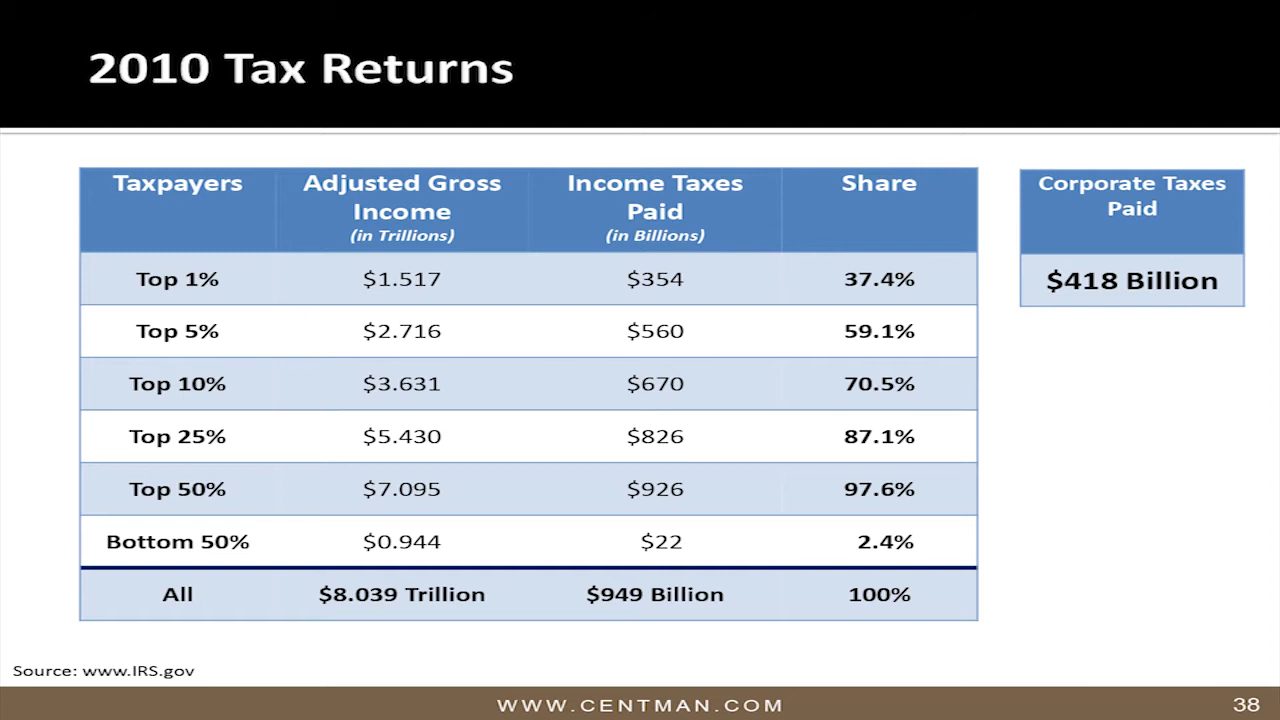 2010 Tax Returns
Taxpayers Adjusted Gross Income Taxes Share
Income Paid
(in Trillions) (in Billions)
Top 1% $1.517 $354 37.4%
Top 5% $2.716 $560 59.1%
Top 10% $3.631 $670 70.5%
Top 25% $5.430 $826 87.1%
Top 50% $7.095 $926 97.6%
Bottom 50% $0.944 $22 2.4%
All $8.039 Trillion $949 Billion 100%
Corporate Taxes
Paid
$418 Billion
Source: www.IRS.gov
WWW.CENTMAN.COM
38